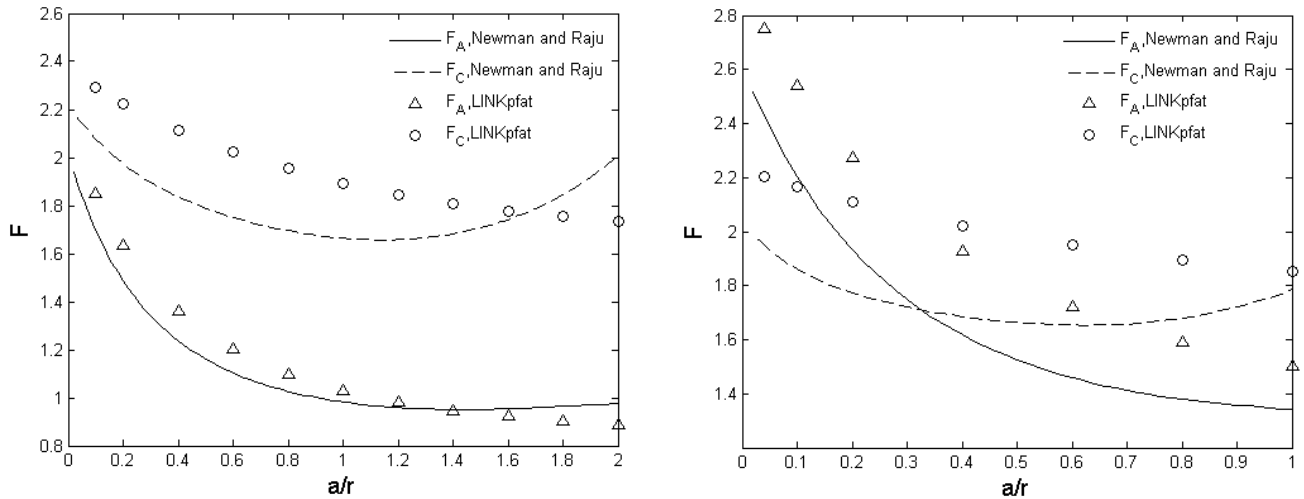 2.6
2.4
2.2
2
1.8
1.6
1.4
1.2
1
0.8
F
0 0.2 0.4 0.6 0.8 1 1.2 1.4 1.6 1.8 2
a/r
F_A,Newman and Raju
F_C,Newman and Raju
F_A,LINKpfat
F_C,LINKpfat
2.8
2.6
2.4
2.2
2
1.8
1.6
1.4
F
0 0.1 0.2 0.3 0.4 0.5 0.6 0.7 0.8 0.9 1
a/r
F_A,Newman and Raju
F_C,Newman and Raju
F_A,LINKpfat
F_C,LINKpfat